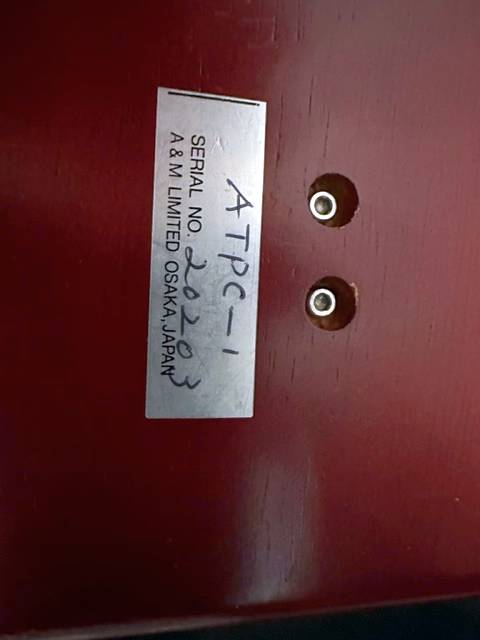 ATPC-1
SERIAL NO. 20203
A & M LIMITED OSAKA, JAPAN